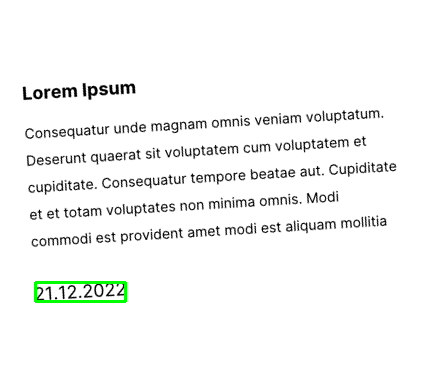 Lorem Ipsum
Consequatur unde magnam omnis veniam voluptatum.
Deserunt quaerat sit voluptatem cum voluptatem et
cupiditate. Consequatur tempore beatae aut. Cupiditate
et et totam voluptates non minima omnis. Modi
commodi est provident amet modi est aliquam mollitia
21.12.2022